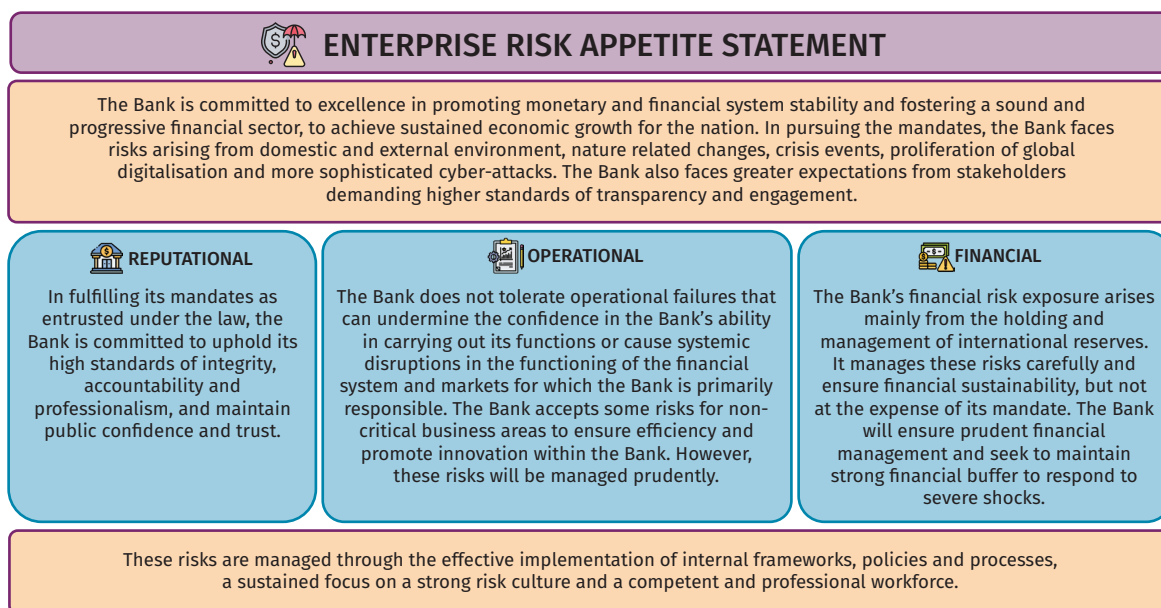 ENTERPRISE RISK APPETITE STATEMENT
The Bank is committed to excellence in promoting monetary and financial system stability and fostering a sound and
progressive financial sector, to achieve sustained economic growth for the nation. In pursuing the mandates, the Bank faces
risks arising from domestic and external environment, nature related changes, crisis events, proliferation of global
digitalisation and more sophisticated cyber-attacks. The Bank also faces greater expectations from stakeholders
demanding higher standards of transparency and engagement.
REPUTATIONAL
In fulfilling its mandates as
entrusted under the law, the
Bank is committed to uphold its
high standards of integrity,
accountability and
professionalism, and maintain
public confidence and trust.
OPERATIONAL
The Bank does not tolerate operational failures that
can undermine the confidence in the Bank's ability
in carrying out its functions or cause systemic
disruptions in the functioning of the financial
system and markets for which the Bank is primarily
responsible. The Bank accepts some risks for non-
critical business areas to ensure efficiency and
promote innovation within the Bank. However,
these risks will be managed prudently.
FINANCIAL
The Bank's financial risk exposure arises
mainly from the holding and
management of international reserves.
It manages these risks carefully and
ensure financial sustainability, but not
at the expense of its mandate. The Bank
will ensure prudent financial
management and seek to maintain
strong financial buffer to respond to
severe shocks.
These risks are managed through the effective implementation of internal frameworks, policies and processes,
a sustained focus on a strong risk culture and a competent and professional workforce.